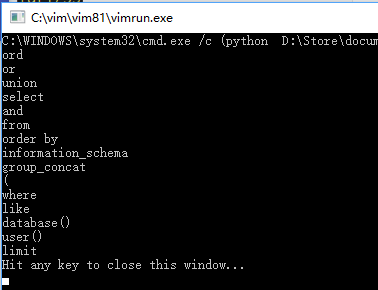 C:\vim\vim81\vimrun.exe
C:\WINDOWS\system32\cmd.exe /c (python  D:\Store\docum
ord
or
union
select
and
from
order by
information_schema
group_concat
(
where
like
database()
user()
limit
Hit any key to close this window...